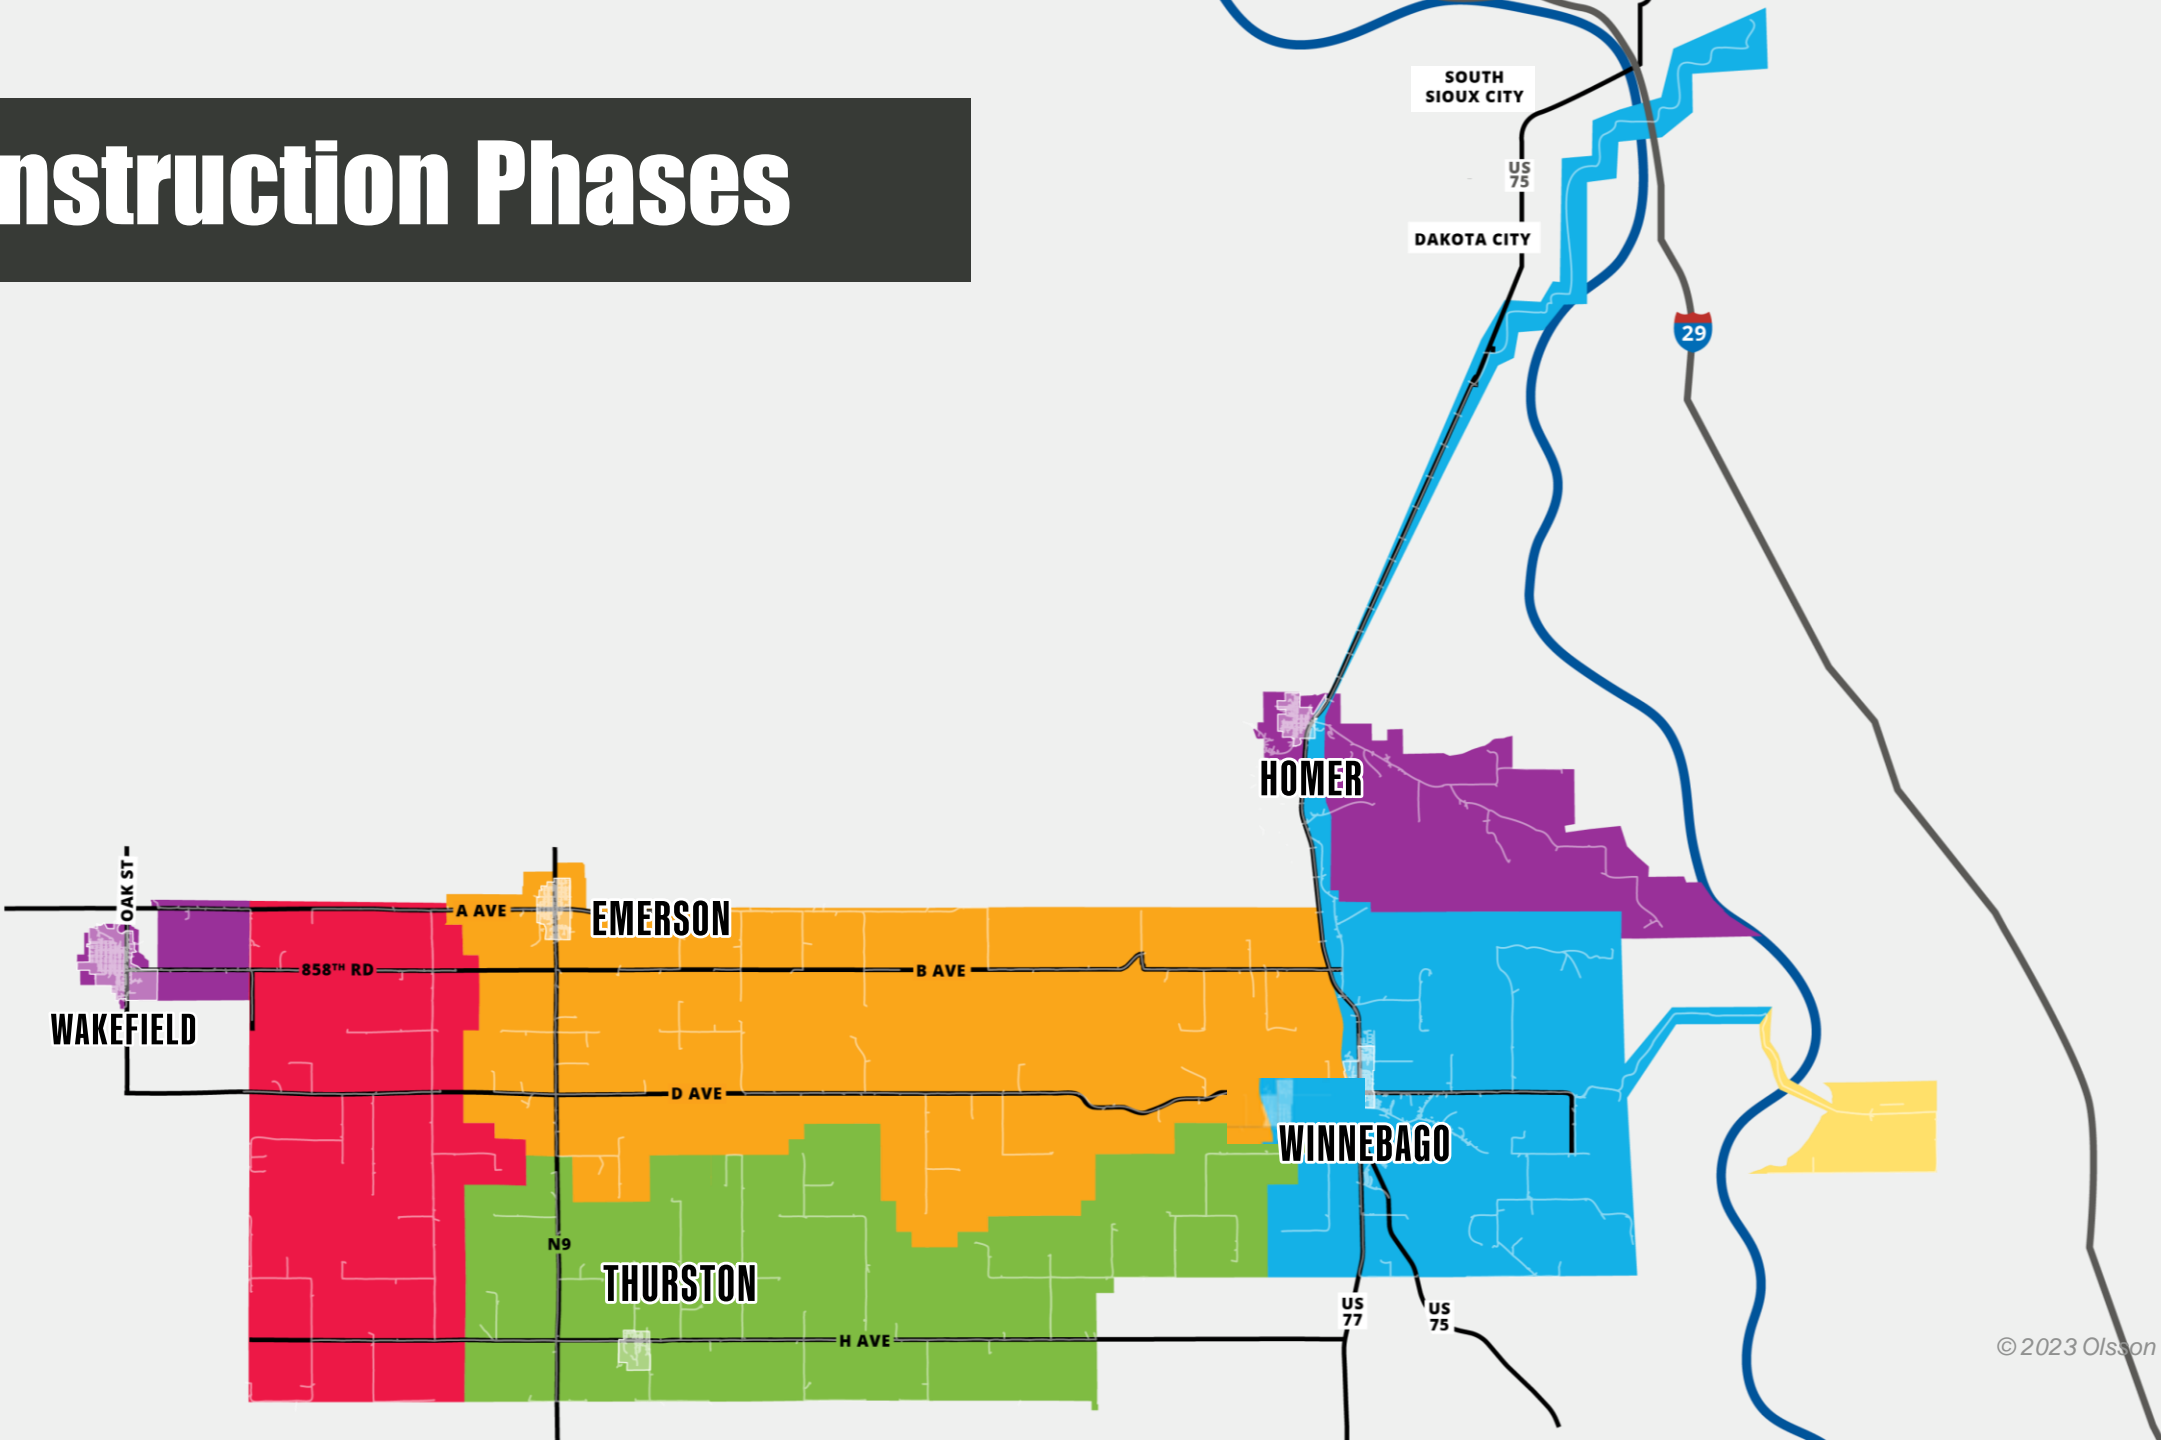 nstruction Phases
SOUTH
SIOUX CITY
US
75
DAKOTA CITY
29
HOMER
OAK ST
A AVE
EMERSON
858TH RD
B AVE
WAKEFIELD
D AVE
WINNEBAGO
N9
THURSTON
US
77
US
75
H AVE
© 2023 Olsson